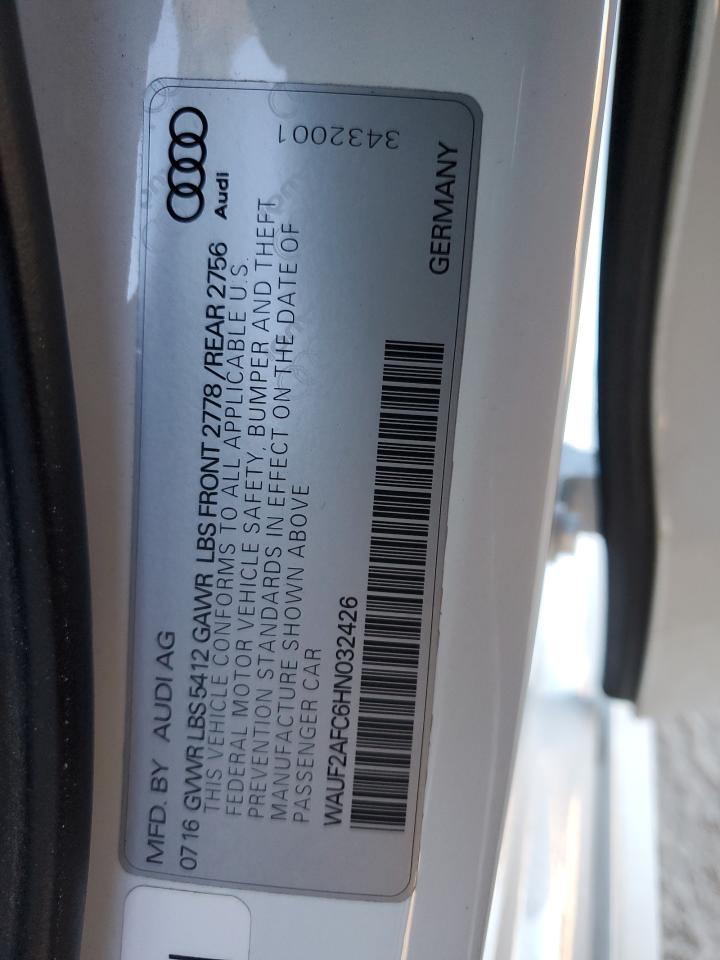 MFD. BY AUDI AG
Audi
07 16 GVWR LBS 5412 GAWR LBS FRONT 2778 / REAR 2756
THIS VEHICLE CONFORMS TO ALL APPLICABLE U.S.
FEDERAL MOTOR VEHICLE SAFETY, BUMPER AND THEFT
PREVENTION STANDARDS IN EFFECT ON THE DATE OF
MANUFACTURE SHOWN ABOVE
PASSENGER CAR
3432001
WAUF2AFC6HN032426
GERMANY